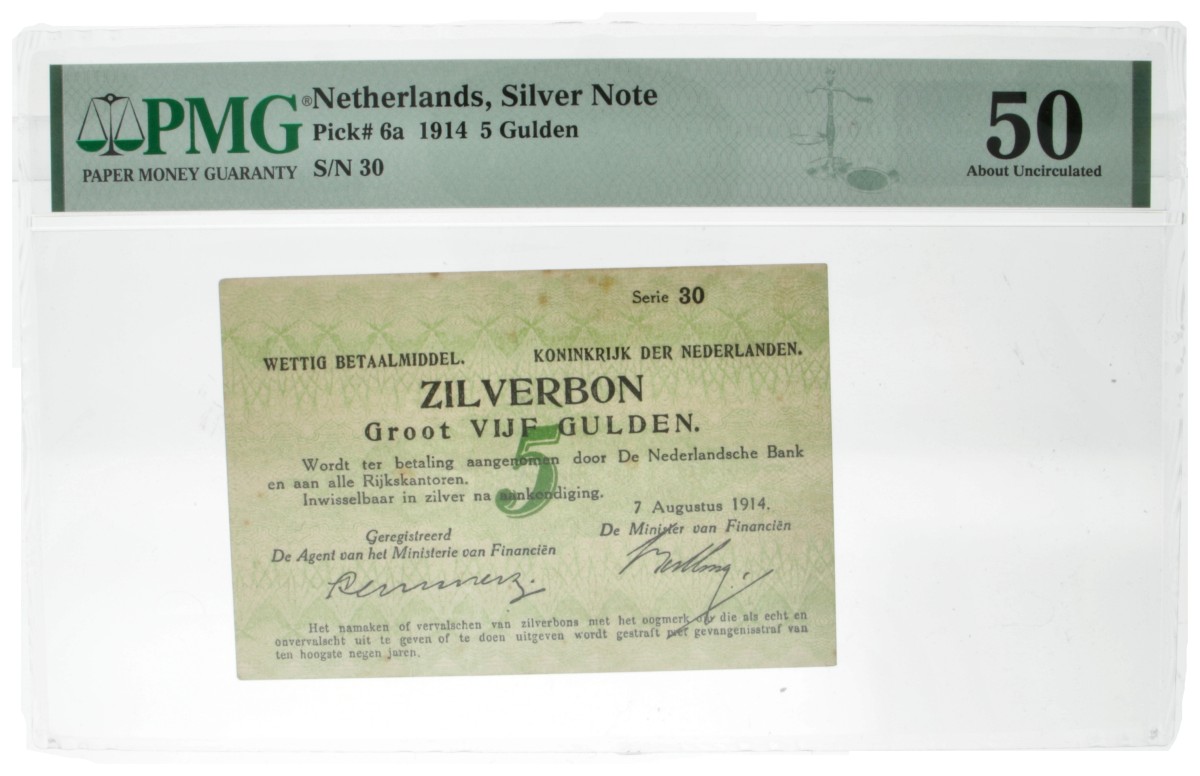 PMG®
PAPER MONEY GUARANTY
Netherlands, Silver Note
Pick# 6a 1914 5 Gulden
S/N 30
50
About Uncirculated
Serie 30
WETTIG BETAALMIDDEL. KONINKRIJK DER NEDERLANDEN.
ZILVERBON
Groot VIJF GULDEN.
5
Wordt ter betaling aangenomen door De Nederlandsche Bank
en aan alle Rijkskantoren.
Inwisselbaar in zilver na aankondiging.
7 Augustus 1914.
Geregistreerd
De Agent van het Ministerie van Financiën
De Minister van Financiën
Het namaken of vervalschen van zilverbons met het oogmerk om die als echt en
onvervalscht uit te geven of te doen uitgeven wordt gestraft met gevangenisstraf van
ten hoogste negen jaren.